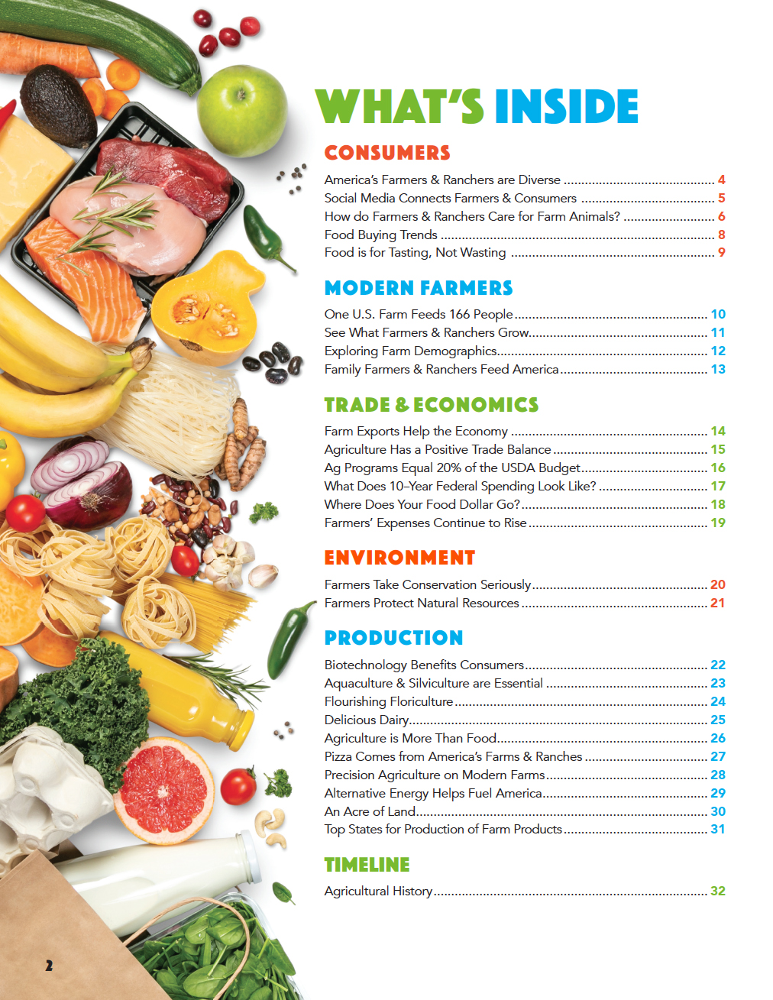 WHAT'S INSIDE
CONSUMERS
America's Farmers & Ranchers are Diverse ........................................... 4
Social Media Connects Farmers & Consumers ...................................... 5
How do Farmers & Ranchers Care for Farm Animals? .......................... 6
Food Buying Trends .............................................................................. 8
Food is for Tasting, Not Wasting .......................................................... 9
MODERN FARMERS
One U.S. Farm Feeds 166 People....................................................... 10
See What Farmers & Ranchers Grow................................................... 11
Exploring Farm Demographics............................................................ 12
Family Farmers & Ranchers Feed America.......................................... 13
TRADE & ECONOMICS
Farm Exports Help the Economy ........................................................ 14
Agriculture Has a Positive Trade Balance ............................................ 15
Ag Programs Equal 20% of the USDA Budget.................................... 16
What Does 10–Year Federal Spending Look Like? ............................... 17
Where Does Your Food Dollar Go?..................................................... 18
Farmers' Expenses Continue to Rise ................................................... 19
ENVIRONMENT
Farmers Take Conservation Seriously.................................................. 20
Farmers Protect Natural Resources ..................................................... 21
PRODUCTION
Biotechnology Benefits Consumers.................................................... 22
Aquaculture & Silviculture are Essential .............................................. 23
Flourishing Floriculture ........................................................................ 24
Delicious Dairy..................................................................................... 25
Agriculture is More Than Food............................................................ 26
Pizza Comes from America's Farms & Ranches ................................... 27
Precision Agriculture on Modern Farms.............................................. 28
Alternative Energy Helps Fuel America............................................... 29
An Acre of Land................................................................................... 30
Top States for Production of Farm Products......................................... 31
TIMELINE
Agricultural History.............................................................................. 32
2